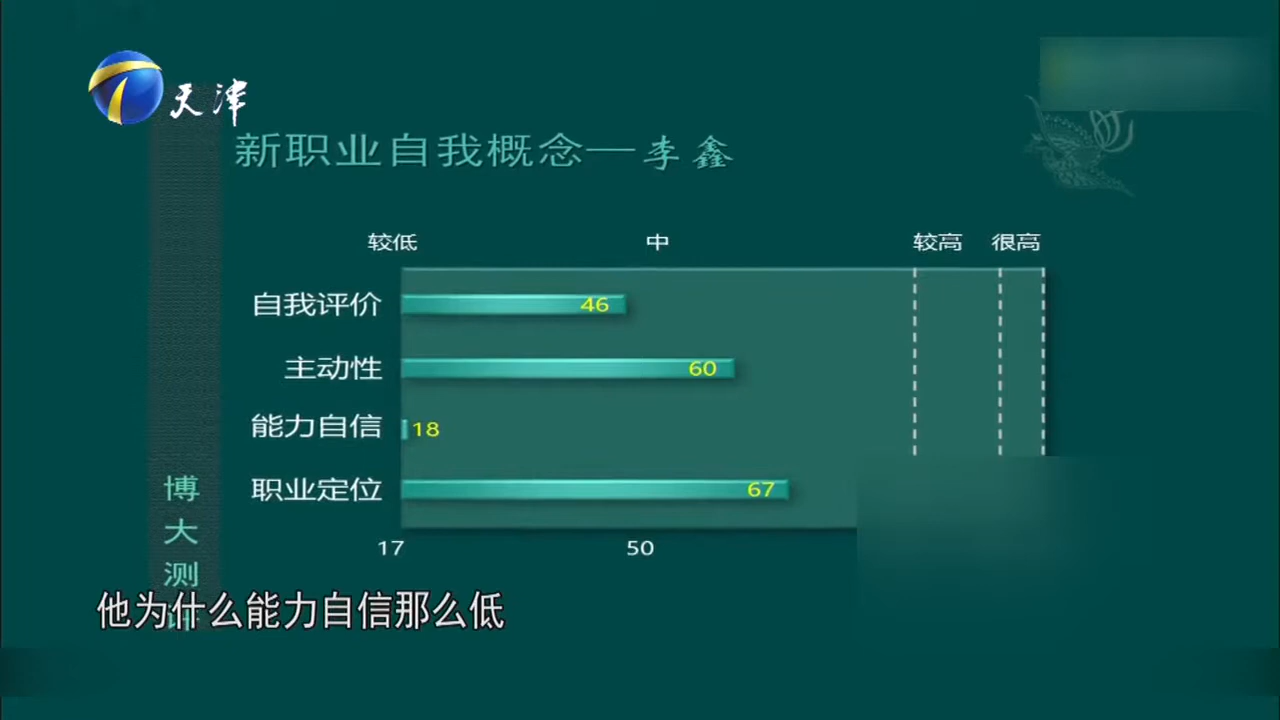 天津
新职业自我概念—李鑫
较低 中 较高 很高
自我评价 46
主动性 60
能力自信 18
职业定位 67
17 50
博大测评
他为什么能力自信那么低